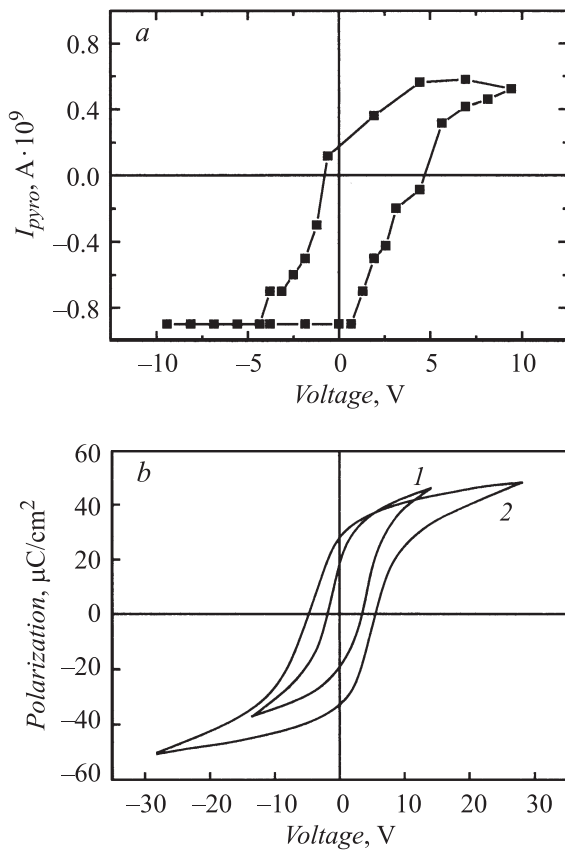 a
0.8
0.4
0.0
−0.4
−0.8
I_pyro, A · 10^9
−10 −5 0 5 10
Voltage, V
b
60
40
20
0
−20
−40
−60
Polarization, μC/cm^2
1
2
−30 −20 −10 0 10 20 30
Voltage, V